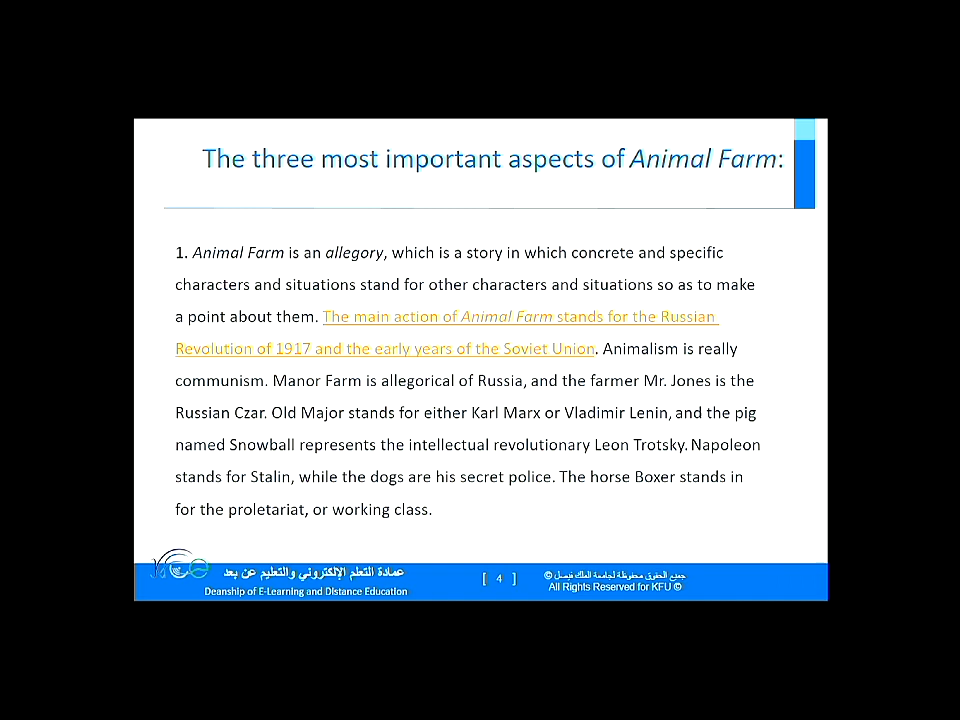 The three most important aspects of Animal Farm:
1. Animal Farm is an allegory, which is a story in which concrete and specific
characters and situations stand for other characters and situations so as to make
a point about them. The main action of Animal Farm stands for the Russian
Revolution of 1917 and the early years of the Soviet Union. Animalism is really
communism. Manor Farm is allegorical of Russia, and the farmer Mr. Jones is the
Russian Czar. Old Major stands for either Karl Marx or Vladimir Lenin, and the pig
named Snowball represents the intellectual revolutionary Leon Trotsky. Napoleon
stands for Stalin, while the dogs are his secret police. The horse Boxer stands in
for the proletariat, or working class.
عمادة التعلم الإلكتروني والتعليم عن بعد
Deanship of E-Learning and Distance Education
[ 4 ]
جميع الحقوق محفوظة لجامعة الملك فيصل ©
All Rights Reserved for KFU ©